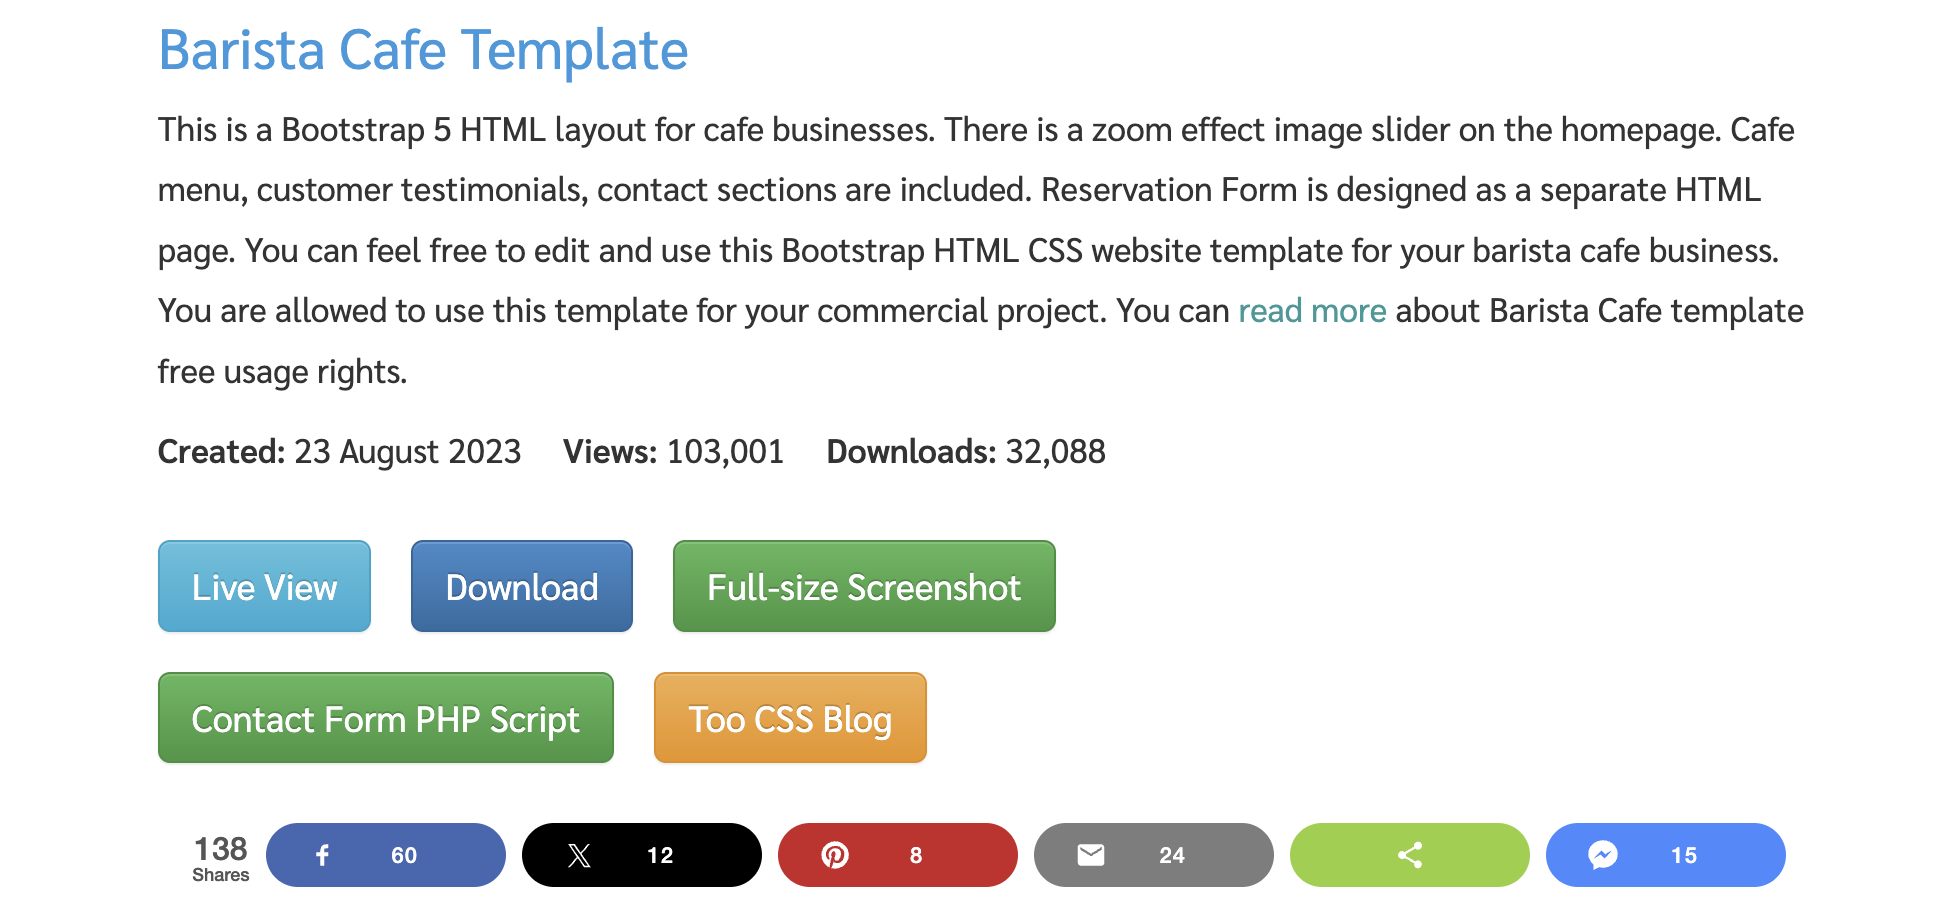 Barista Cafe Template
This is a Bootstrap 5 HTML layout for cafe businesses. There is a zoom effect image slider on the homepage. Cafe
menu, customer testimonials, contact sections are included. Reservation Form is designed as a separate HTML
page. You can feel free to edit and use this Bootstrap HTML CSS website template for your barista cafe business.
You are allowed to use this template for your commercial project. You can read more about Barista Cafe template
free usage rights.
Created: 23 August 2023 Views: 103,001 Downloads: 32,088
Live View Download Full-size Screenshot
Contact Form PHP Script Too CSS Blog
138 60 12 8 24 15
Shares